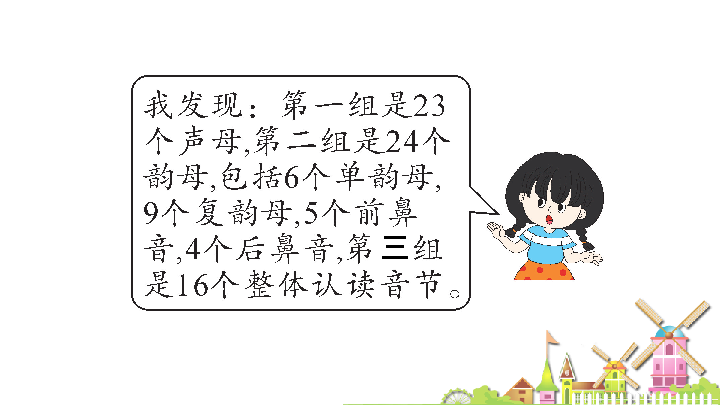 我发现：第一组是23
个声母,第二组是24个
韵母,包括6个单韵母,
9个复韵母,5个前鼻
音,4个后鼻音,第三组
是16个整体认读音节。